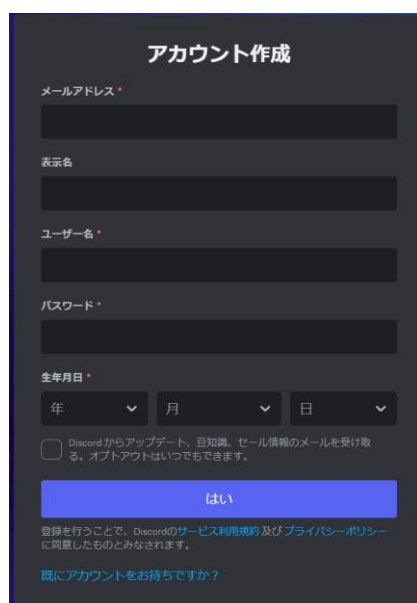 アカウント作成
メールアドレス *
表示名
ユーザー名 *
パスワード *
生年月日 *
年 月 日
Discord からアップデート、豆知識、セール情報のメールを受け取
る。オプトアウトはいつでもできます。
はい
登録を行うことで、Discordのサービス利用規約 及び プライバシーポリシー
に同意したものとみなされます。
既にアカウントをお持ちですか？